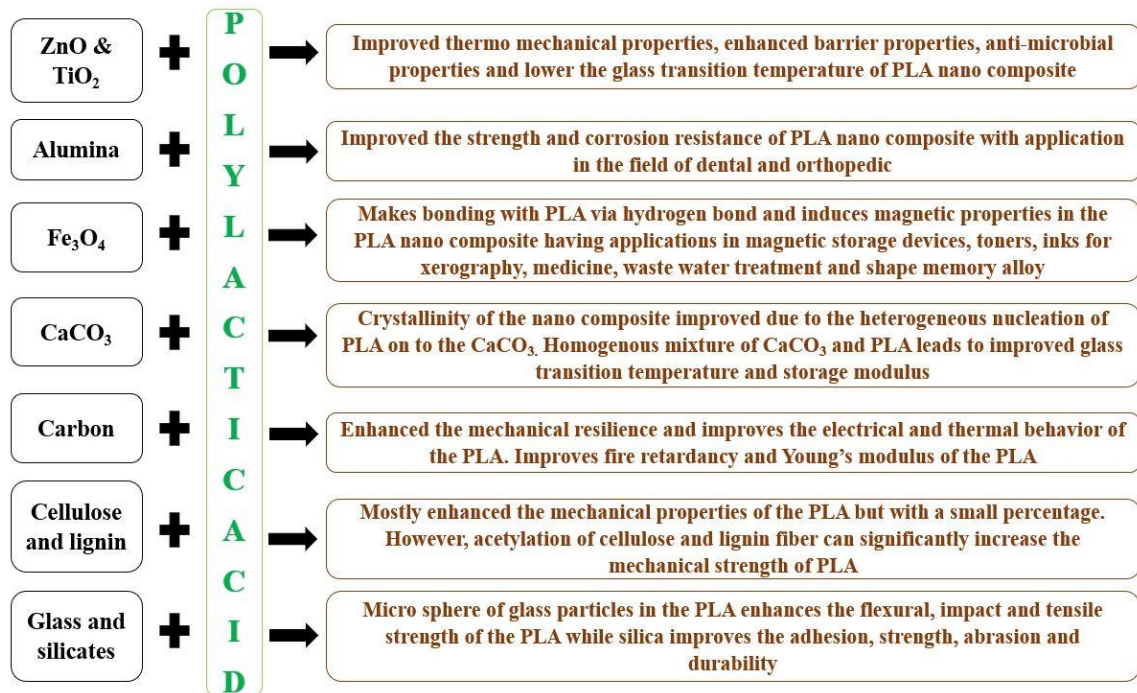 ZnO &
TiO₂
Improved thermo mechanical properties, enhanced barrier properties, anti-microbial
properties and lower the glass transition temperature of PLA nano composite
Alumina
Improved the strength and corrosion resistance of PLA nano composite with application
in the field of dental and orthopedic
Fe₃O₄
Makes bonding with PLA via hydrogen bond and induces magnetic properties in the
PLA nano composite having applications in magnetic storage devices, toners, inks for
xerography, medicine, waste water treatment and shape memory alloy
CaCO₃
Crystallinity of the nano composite improved due to the heterogeneous nucleation of
PLA on to the CaCO₃. Homogenous mixture of CaCO₃ and PLA leads to improved glass
transition temperature and storage modulus
Carbon
Enhanced the mechanical resilience and improves the electrical and thermal behavior of
the PLA. Improves fire retardancy and Young’s modulus of the PLA
Cellulose
and lignin
Mostly enhanced the mechanical properties of the PLA but with a small percentage.
However, acetylation of cellulose and lignin fiber can significantly increase the
mechanical strength of PLA
Glass and
silicates
Micro sphere of glass particles in the PLA enhances the flexural, impact and tensile
strength of the PLA while silica improves the adhesion, strength, abrasion and
durability
POLYLACTIC ACID